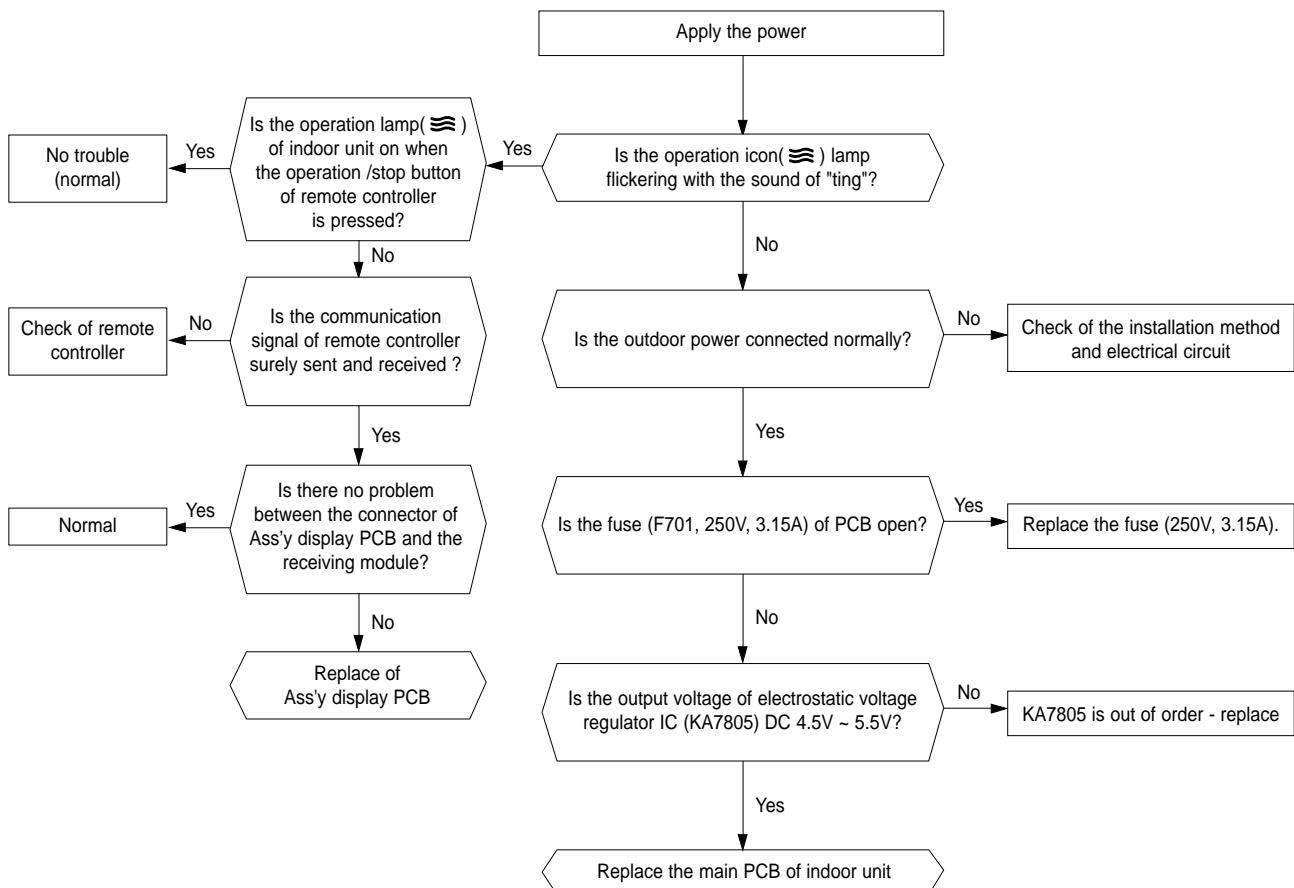 Apply the power
Is the operation icon( ) lamp
flickering with the sound of "ting"?
Yes
No
Is the operation lamp( )
of indoor unit on when
the operation /stop button
of remote controller
is pressed?
Yes
No trouble
(normal)
No
Is the communication
signal of remote controller
surely sent and received ?
No
Check of remote
controller
Yes
Is there no problem
between the connector of
Ass'y display PCB and the
receiving module?
Yes
Normal
No
Replace of
Ass'y display PCB
Is the outdoor power connected normally?
No
Check of the installation method
and electrical circuit
Yes
Is the fuse (F701, 250V, 3.15A) of PCB open?
Yes
Replace the fuse (250V, 3.15A).
No
Is the output voltage of electrostatic voltage
regulator IC (KA7805) DC 4.5V ~ 5.5V?
No
KA7805 is out of order - replace
Yes
Replace the main PCB of indoor unit